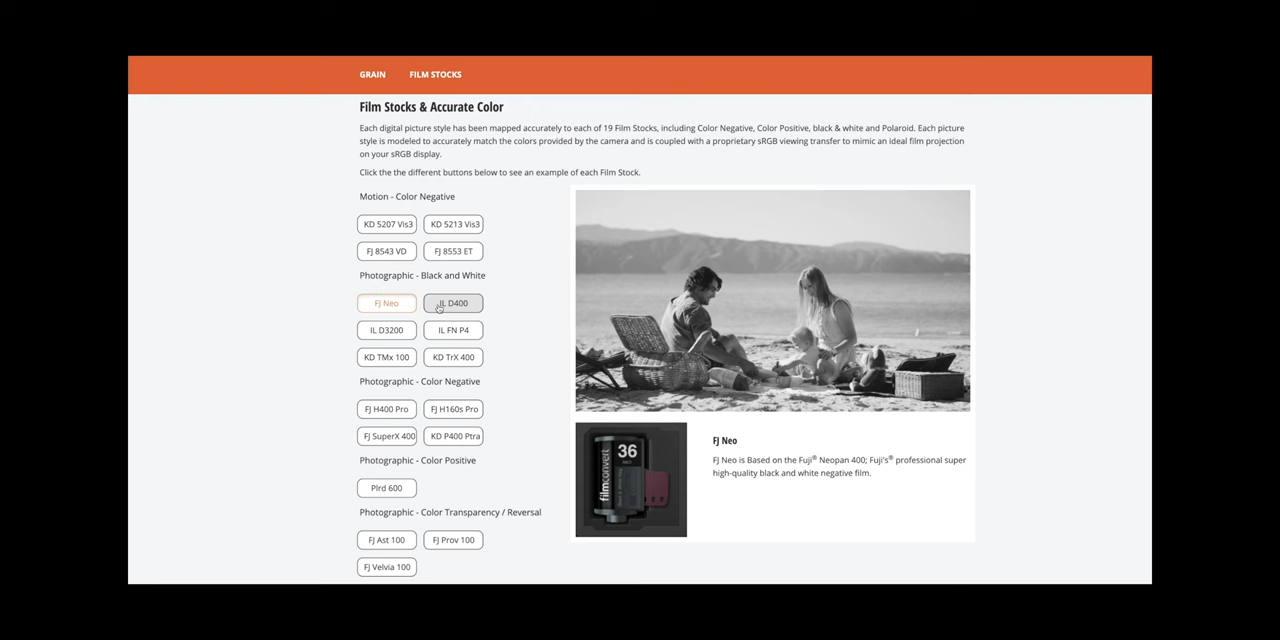 GRAIN FILM STOCKS
Film Stocks & Accurate Color
Each digital picture style has been mapped accurately to each of 19 Film Stocks, including Color Negative, Color Positive, black & white and Polaroid. Each picture
style is modeled to accurately match the colors provided by the camera and is coupled with a proprietary sRGB viewing transfer to mimic an ideal film projection
on your sRGB display.
Click the the different buttons below to see an example of each Film Stock.
Motion - Color Negative
KD 5207 Vis3 KD 5213 Vis3
FJ 8543 VD FJ 8553 ET
Photographic - Black and White
FJ Neo IL D400
IL D3200 IL FN P4
KD TMx 100 KD TrX 400
Photographic - Color Negative
FJ H400 Pro FJ H160s Pro
FJ SuperX 400 KD P400 Ptra
Photographic - Color Positive
Plrd 600
Photographic - Color Transparency / Reversal
FJ Ast 100 FJ Prov 100
FJ Velvia 100
36
filmconvert
FJ Neo
FJ Neo is Based on the Fuji® Neopan 400; Fuji's® professional super
high-quality black and white negative film.